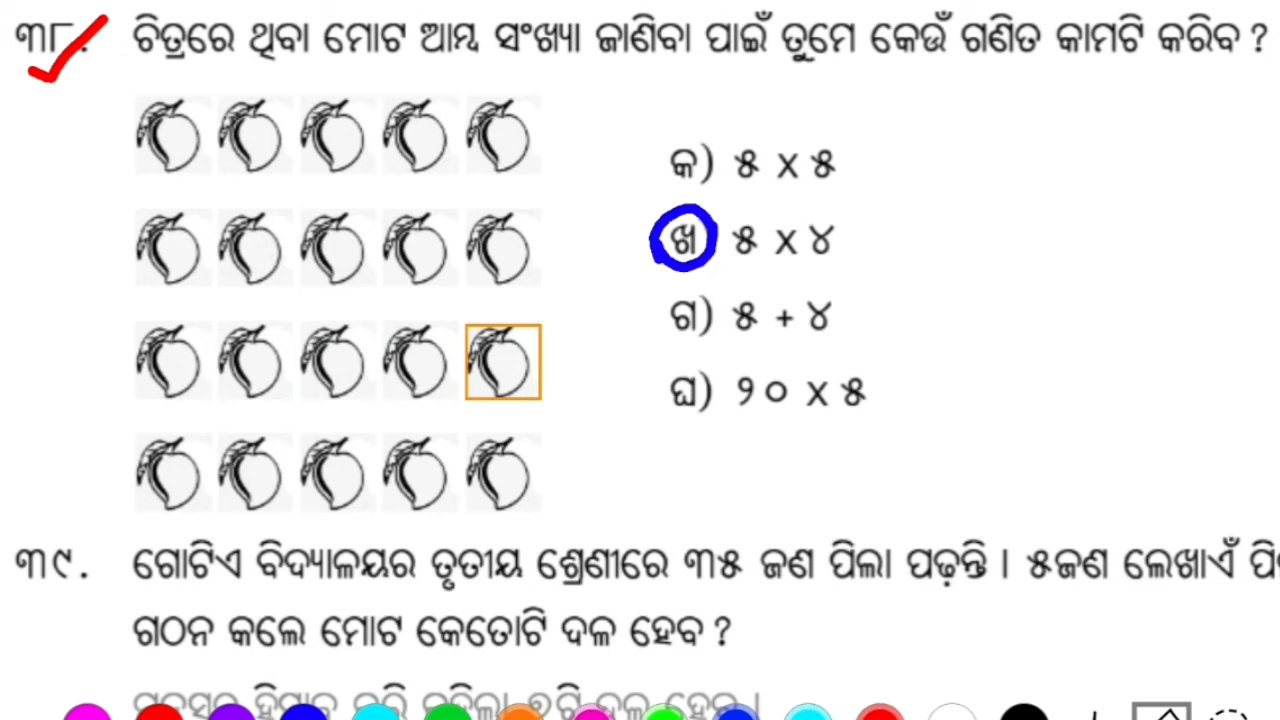 ୩୮. ଚିତ୍ରରେ ଥିବା ମୋଟ ଆମ୍ବ ସଂଖ୍ୟା ଜାଣିବା ପାଇଁ ତୁମେ କେଉଁ ଗଣିତ କାମଟି କରିବ ?
କ) ୫ x ୫
ଖ) ୫ x ୪
ଗ) ୫ + ୪
ଘ) ୨୦ x ୫
୩୯. ଗୋଟିଏ ବିଦ୍ୟାଳୟର ତୃତୀୟ ଶ୍ରେଣୀରେ ୩୫ ଜଣ ପିଲା ପଢ଼ନ୍ତି । ୫ଜଣ ଲେଖାଏଁ
ଗଠନ କଲେ ମୋଟ କେତୋଟି ଦଳ ହେବ ?